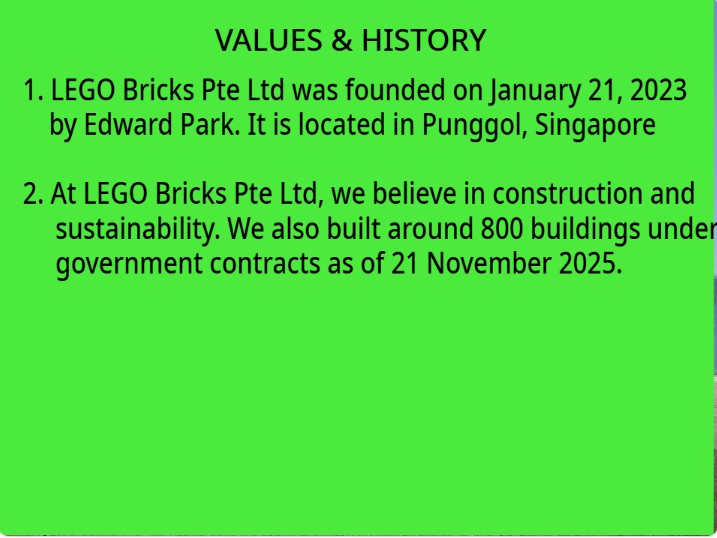 VALUES & HISTORY
1. LEGO Bricks Pte Ltd was founded on January 21, 2023
by Edward Park. It is located in Punggol, Singapore
2. At LEGO Bricks Pte Ltd, we believe in construction and
sustainability. We also built around 800 buildings under
government contracts as of 21 November 2025.